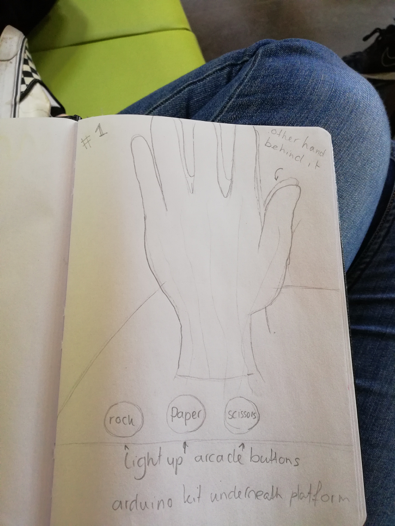 #1
other hand
behind it
rock
Paper
scissors
light up arcade buttons
arduino kit underneath platform